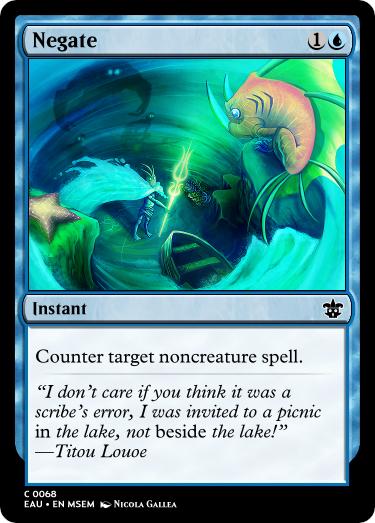 Negate
1
Instant
Counter target noncreature spell.
“I don’t care if you think it was a
scribe’s error, I was invited to a picnic
in the lake, not beside the lake!”
—Titou Louoe
C 0068
EAU • EN MSEM Nicola Gallea